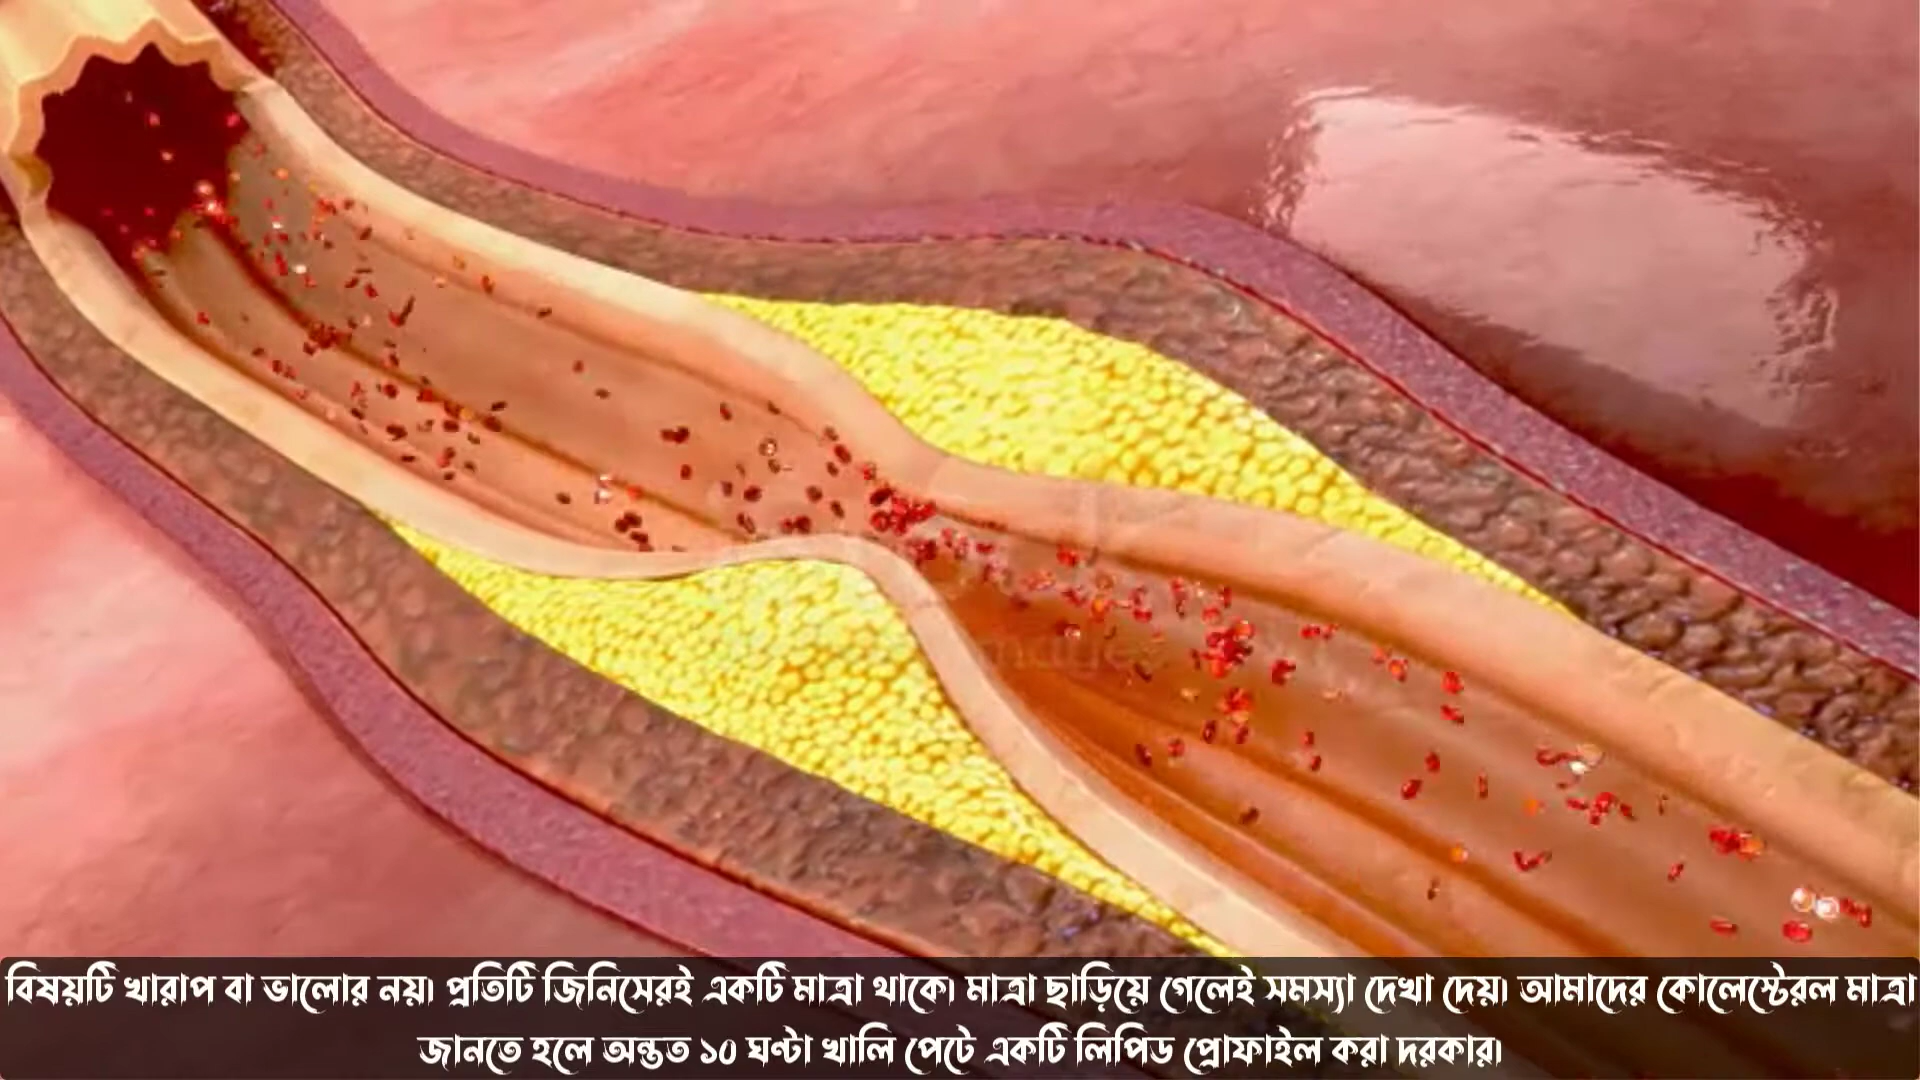 বিষয়টি খারাপ বা ভালোর নয়। প্রতিটি জিনিসেরই একটি মাত্রা থাকে। মাত্রা ছাড়িয়ে গেলেই সমস্যা দেখা দেয়। আমাদের কোলেস্টেরল মাত্রা
জানতে হলে অন্তত ১০ ঘণ্টা খালি পেটে একটি লিপিড প্রোফাইল করা দরকার।